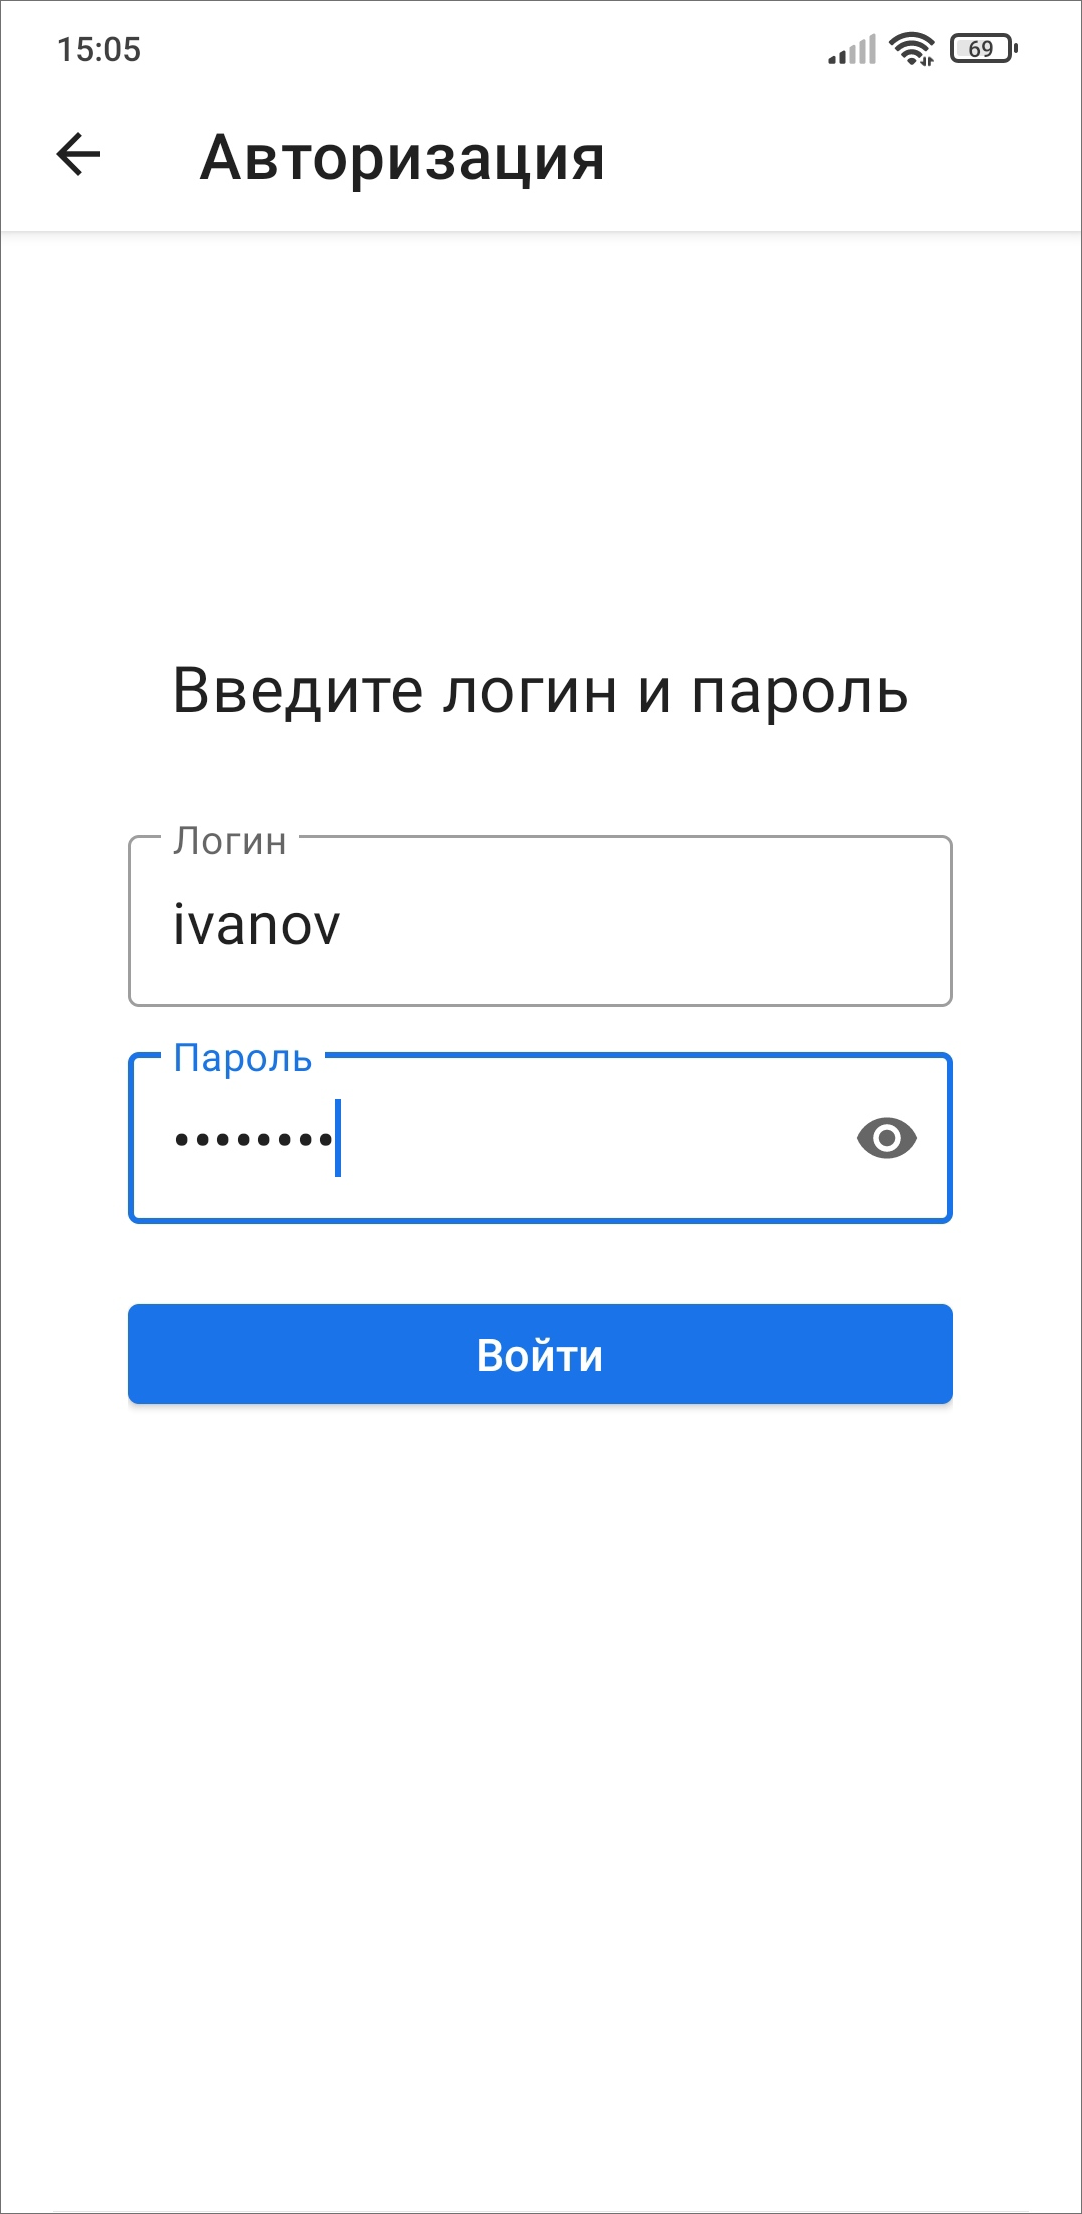 15:05
69
Авторизация
Введите логин и пароль
Логин
ivanov
Пароль
••••••••
Войти